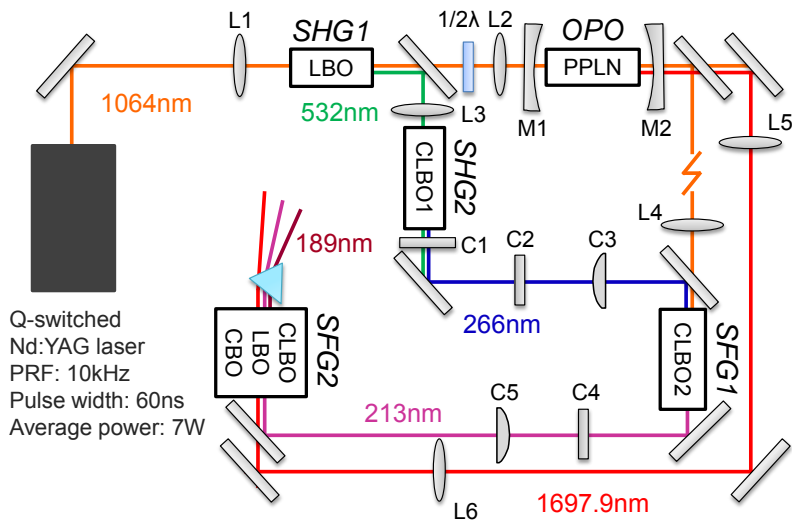 L1
SHG1
1/2λ
L2
OPO
LBO
PPLN
1064nm
532nm
L3
M1
M2
L5
CLBO1
SHG2
L4
C1
C2
C3
189nm
266nm
CLBO
LBO
CBO
SFG2
CLBO2
SFG1
Q-switched
Nd:YAG laser
PRF: 10kHz
Pulse width: 60ns
Average power: 7W
213nm
C5
C4
L6
1697.9nm